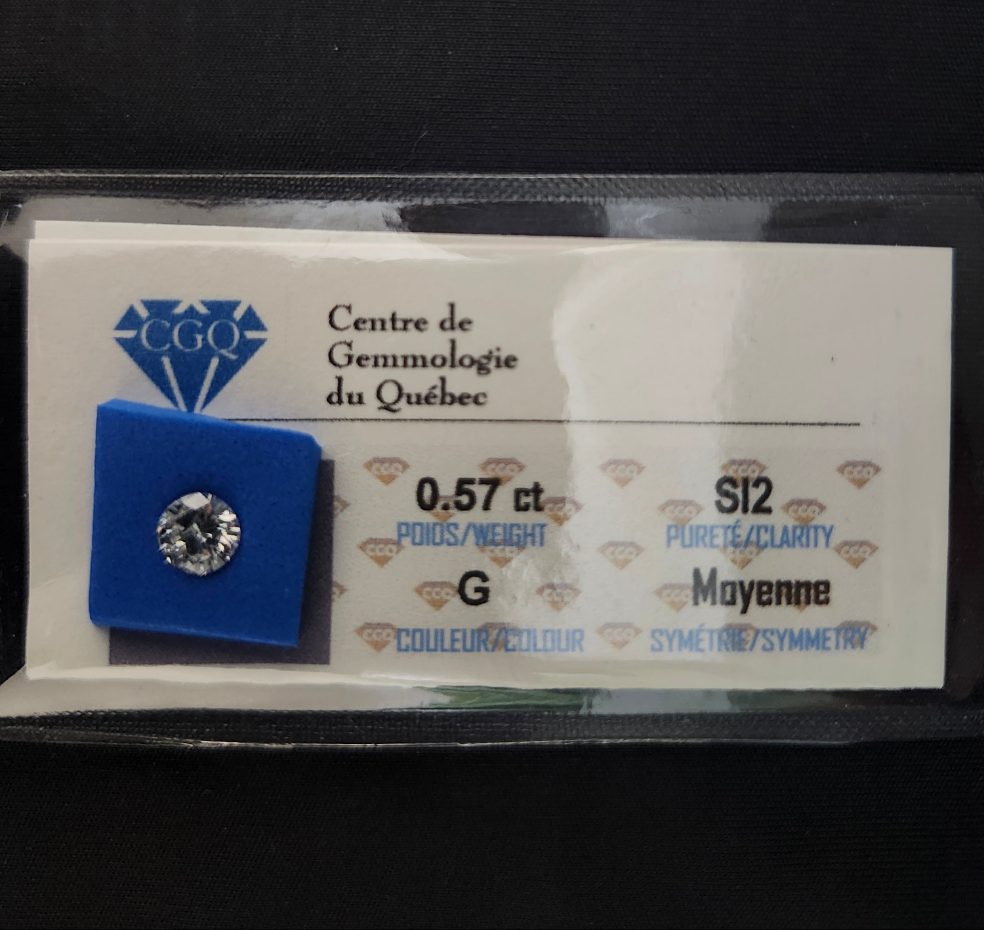 CGQ
Centre de
Gemmologie
du Québec
0.57 ct SI2
POIDS/WEIGHT PURETÉ/CLARITY
G Moyenne
COULEUR/COLOUR SYMÉTRIE/SYMMETRY